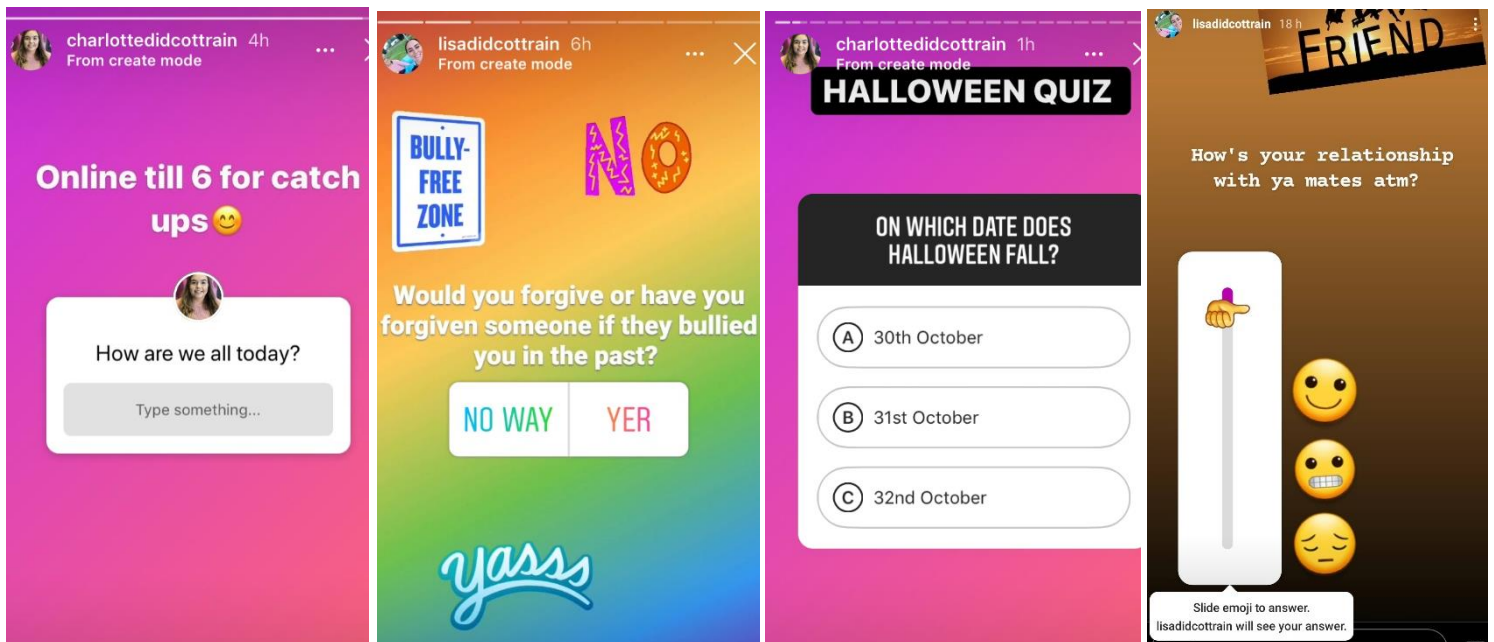 charlottedidcottrain 4h
From create mode
Online till 6 for catch
ups😊
How are we all today?
Type something...
lisadidcottrain 6h
From create mode
BULLY-
FREE
ZONE
NO
Would you forgive or have you
forgiven someone if they bullied
you in the past?
NO WAY YER
yasss
charlottedidcottrain 1h
From create mode
HALLOWEEN QUIZ
ON WHICH DATE DOES
HALLOWEEN FALL?
A 30th October
B 31st October
C 32nd October
lisadidcottrain 18 h
FRIEND
How's your relationship
with ya mates atm?
Slide emoji to answer.
lisadidcottrain will see your answer.